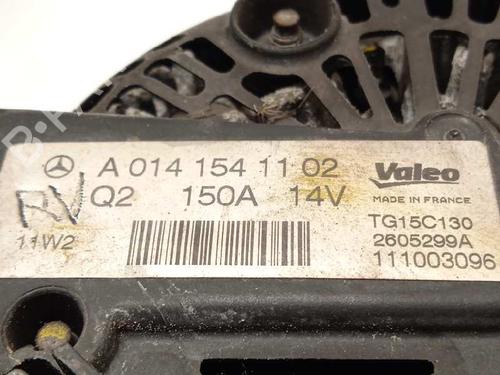 A 014 154 11 02
Valeo
RV
Q2 150A 14V
MADE IN FRANCE
TG15C130
11W2
2605299A
111003096